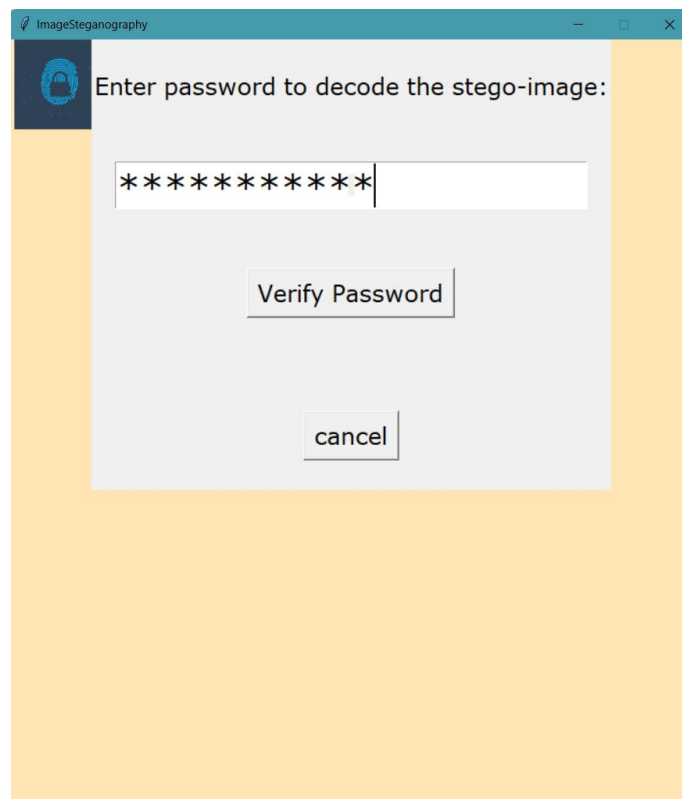 ImageSteganography
Enter password to decode the stego-image:
***********
Verify Password
cancel